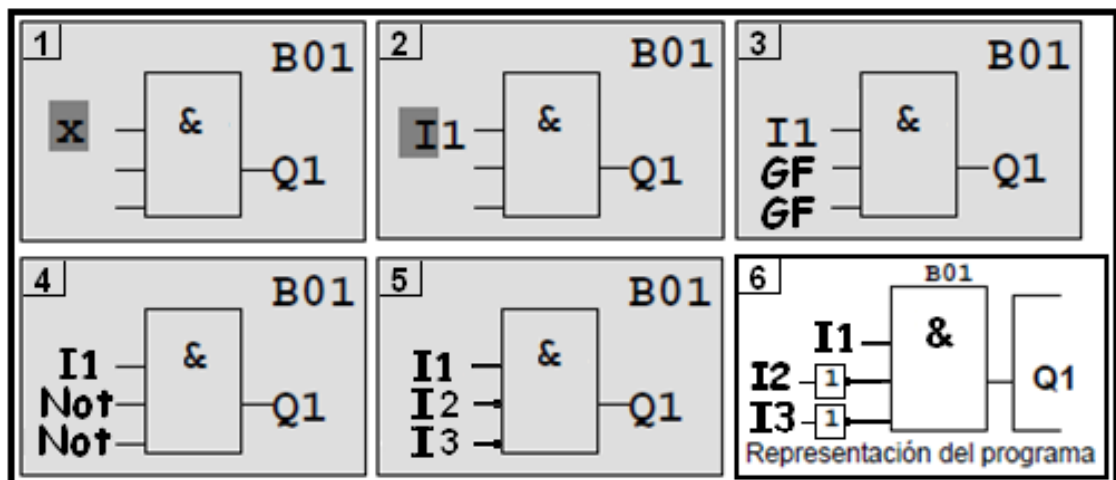 1
B01
x
&
Q1
2
B01
I1
&
Q1
3
B01
I1
&
GF
Q1
GF
4
B01
I1
&
Not
Q1
Not
5
B01
I1
&
I2
Q1
I3
6
B01
I1
&
I2
1
Q1
I3
1
Representación del programa